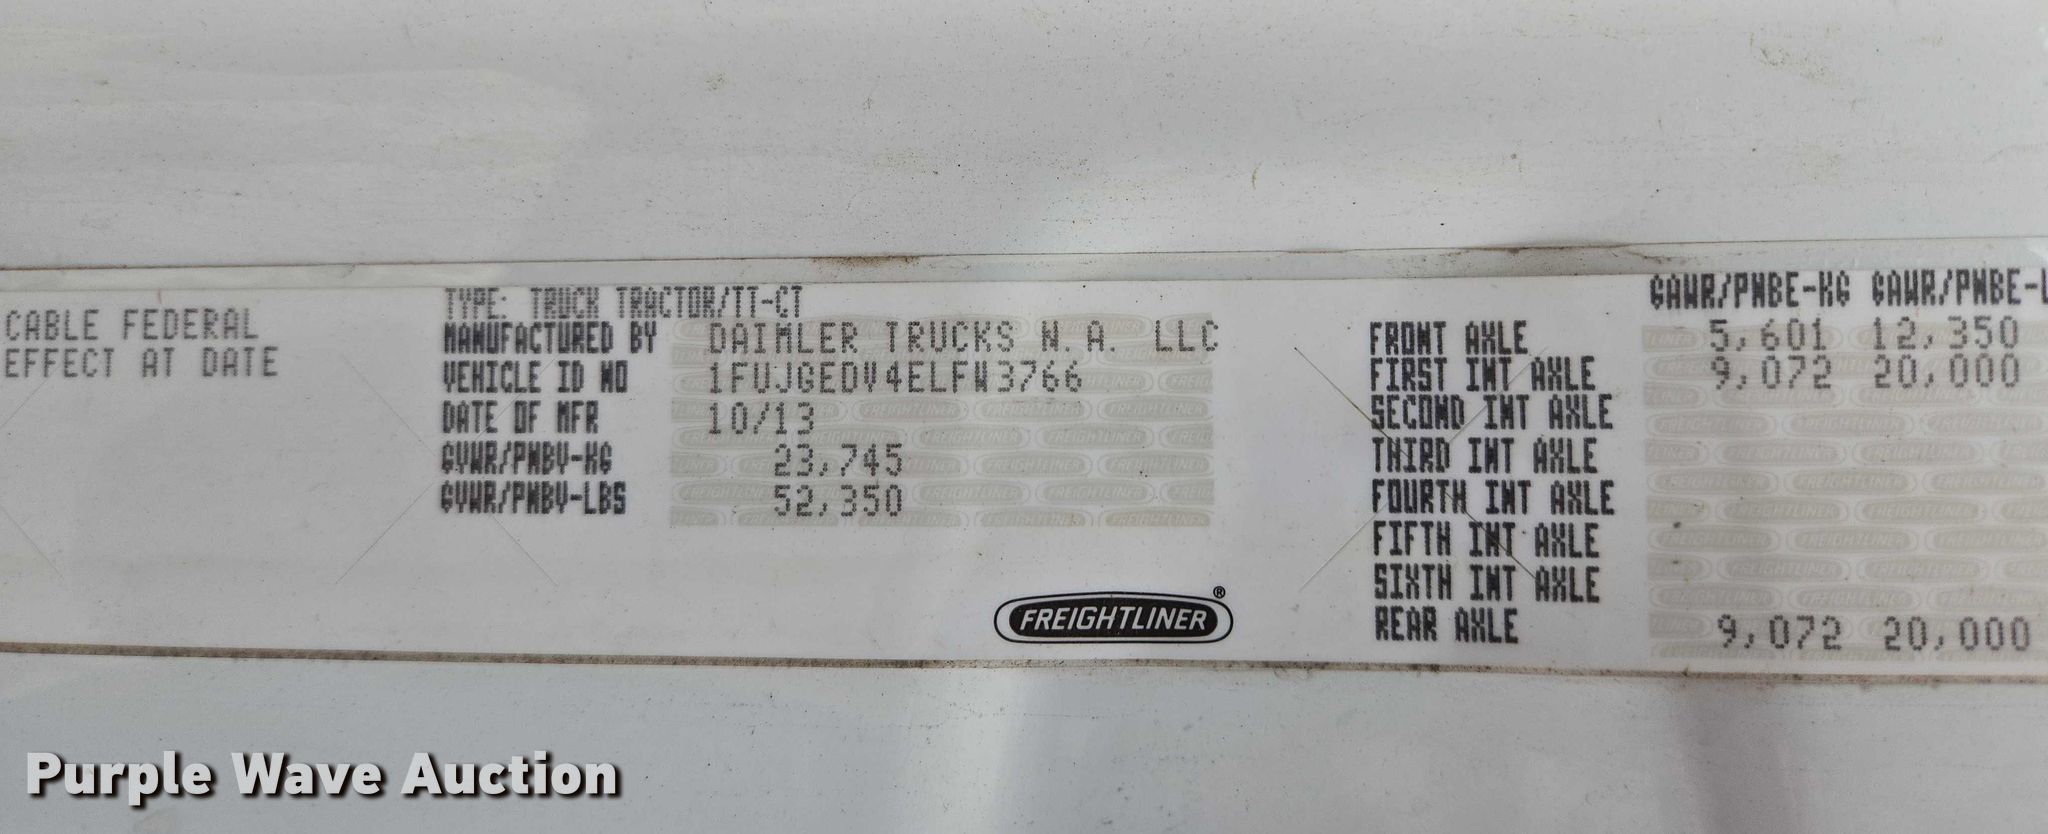 CABLE FEDERAL
EFFECT AT DATE
TYPE: TRUCK TRACTOR/TT-CT
MANUFACTURED BY DAIMLER TRUCKS N.A. LLC
VEHICLE ID NO 1FUJGEDV4ELFW3766
DATE OF MFR 10/13
GVWR/PNBV-KG 23,745
GVWR/PNBV-LBS 52,350
FREIGHTLINER®
GAWR/PNBE-KG GAWR/PNBE-L
FRONT AXLE 5,601 12,350
FIRST INT AXLE 9,072 20,000
SECOND INT AXLE
THIRD INT AXLE
FOURTH INT AXLE
FIFTH INT AXLE
SIXTH INT AXLE
REAR AXLE 9,072 20,000
Purple Wave Auction